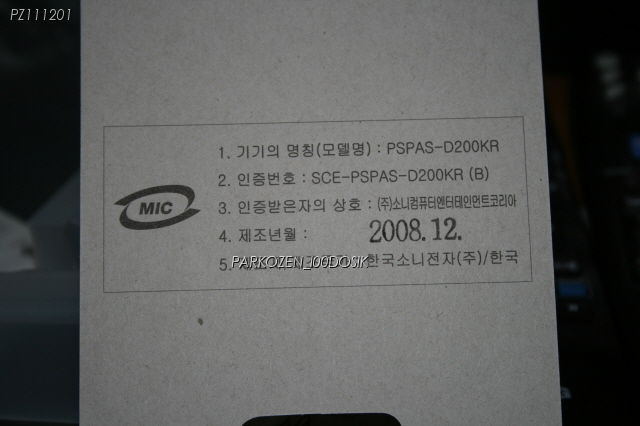 PZ111201
1. 기기의 명칭(모델명) : PSPAS-D200KR
2. 인증번호 : SCE-PSPAS-D200KR (B)
MIC
3. 인증받은자의 상호 : (주)소니컴퓨터엔터테인먼트코리아
4. 제조년월 : 2008.12.
5. 한국소니전자(주)/한국
PARKOZEN_I00DOSIK